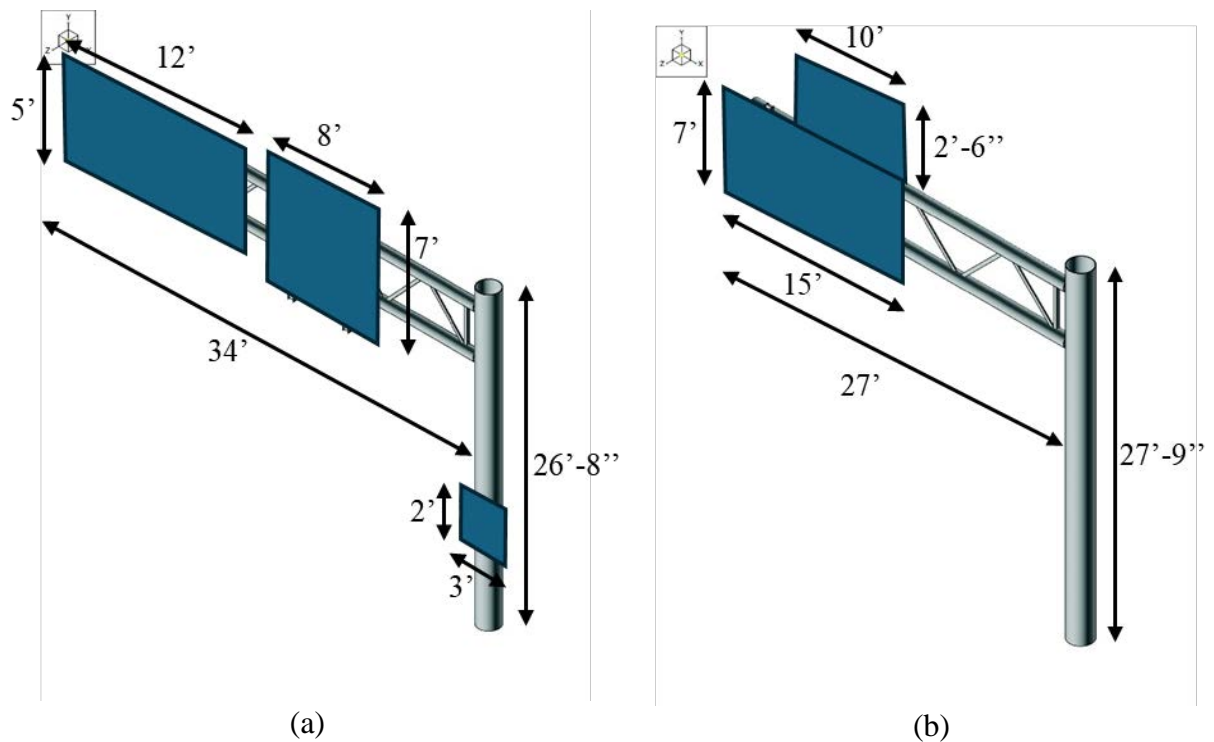 Y
Z
X
12’
5’
8’
7’
34’
26’-8’’
2’
3’
(a)
Y
Z
X
10’
7’
2’-6’’
15’
27’
27’-9’’
(b)